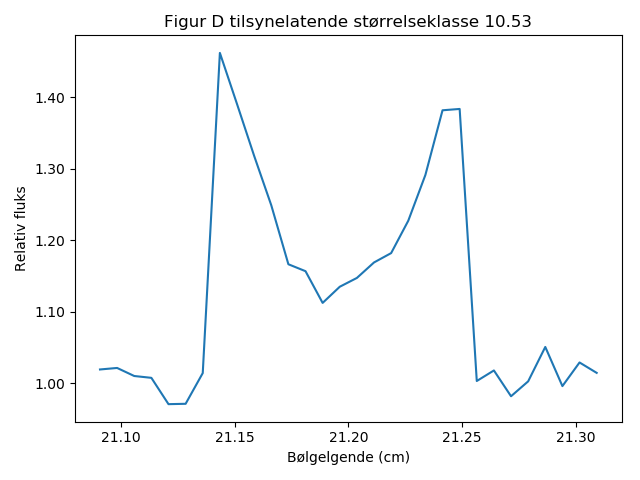 Figur D tilsynelatende størrelseklasse 10.53
Relativ fluks
1.40
1.30
1.20
1.10
1.00
21.10 21.15 21.20 21.25 21.30
Bølgelgende (cm)